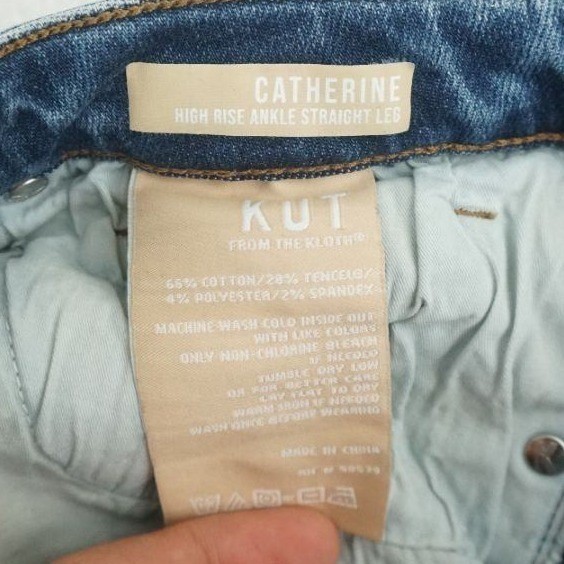 CATHERINE
HIGH RISE ANKLE STRAIGHT LEG
KUT
FROM THE KLOTH®
66% COTTON/28% TENCEL®/
4% POLYESTER/2% SPANDEX
MACHINE WASH COLD INSIDE OUT
WITH LIKE COLORS
ONLY NON-CHLORINE BLEACH
IF NEEDED
TUMBLE DRY LOW
OR FOR BETTER CARE
LAY FLAT TO DRY
WARM IRON IF NEEDED
WASH ONCE BEFORE WEARING
MADE IN CHINA